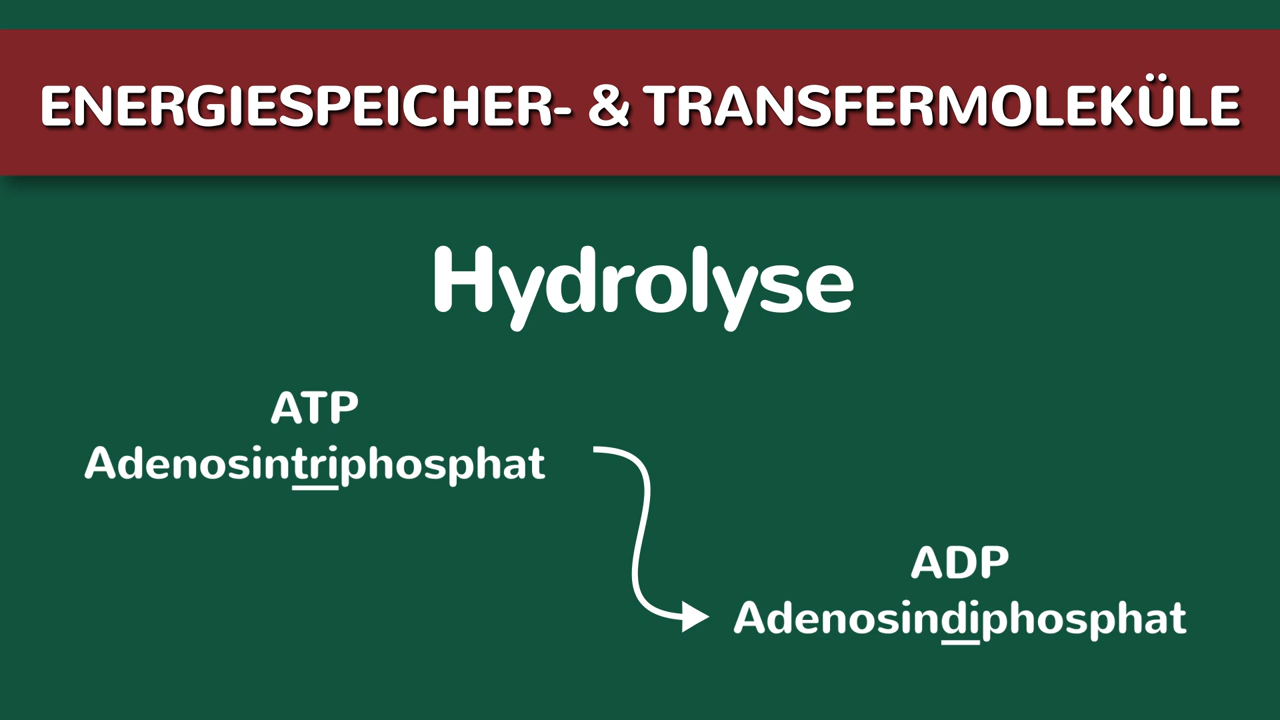 ENERGIESPEICHER- & TRANSFERMOLEKÜLE
Hydrolyse
ATP
Adenosintriphosphat
ADP
Adenosindiphosphat